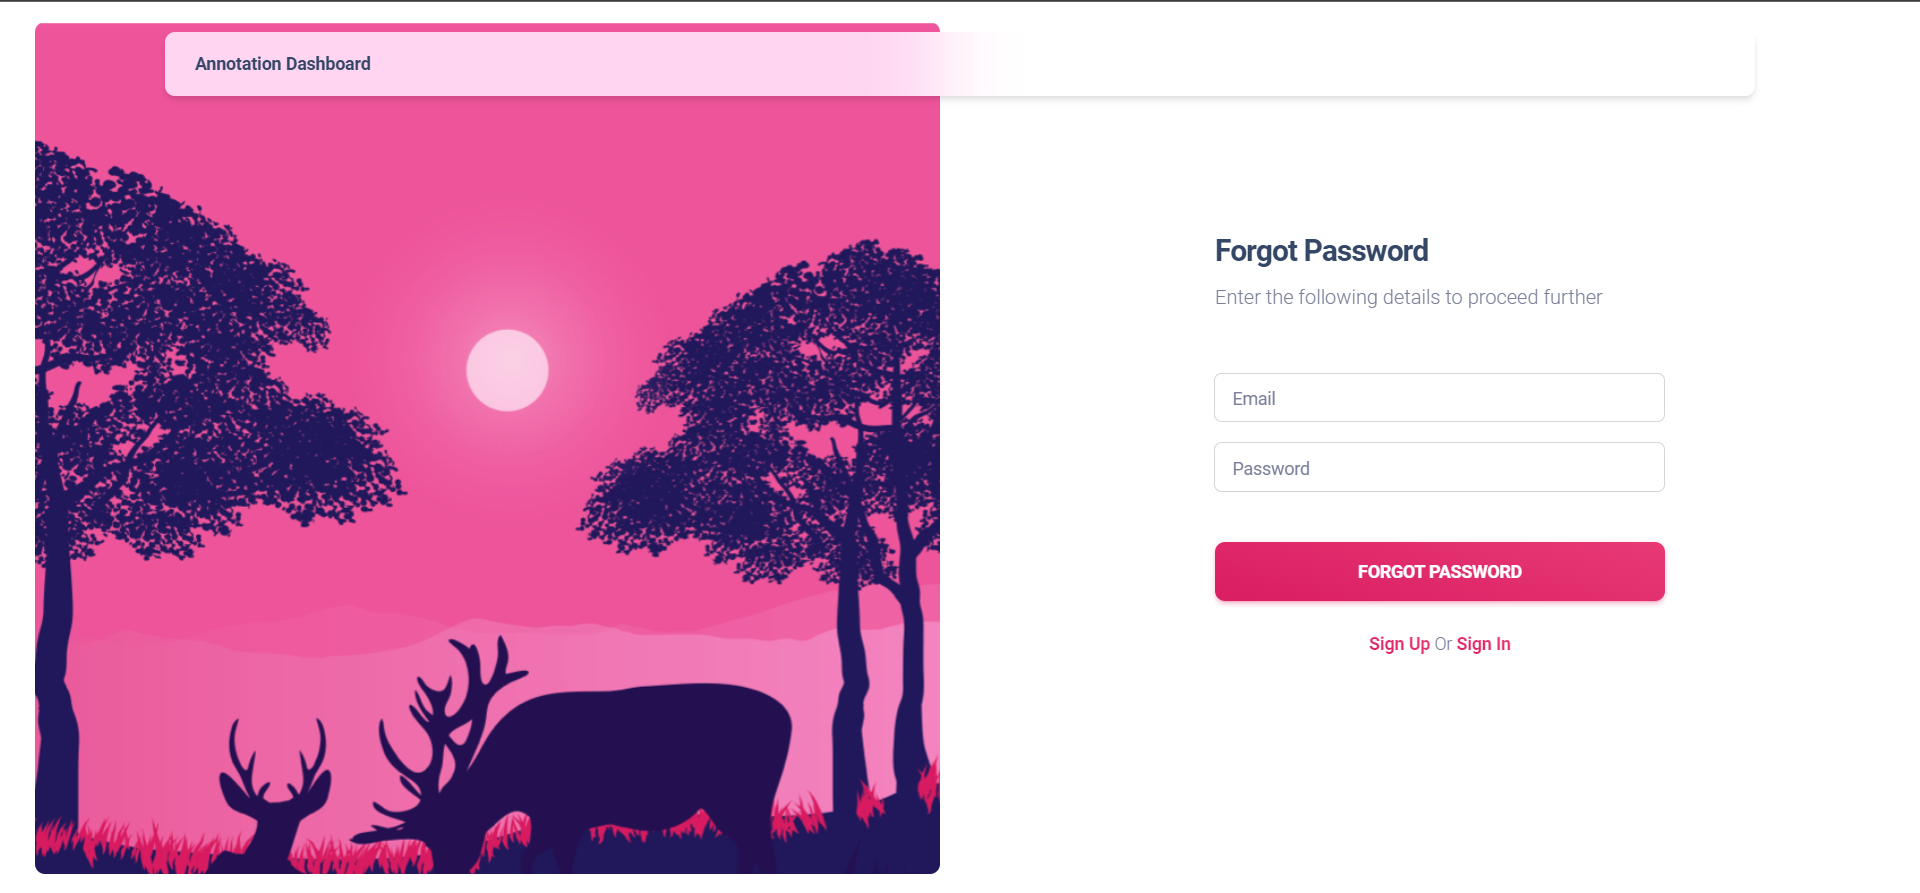 Annotation Dashboard
Forgot Password
Enter the following details to proceed further
Email
Password
FORGOT PASSWORD
Sign Up Or Sign In